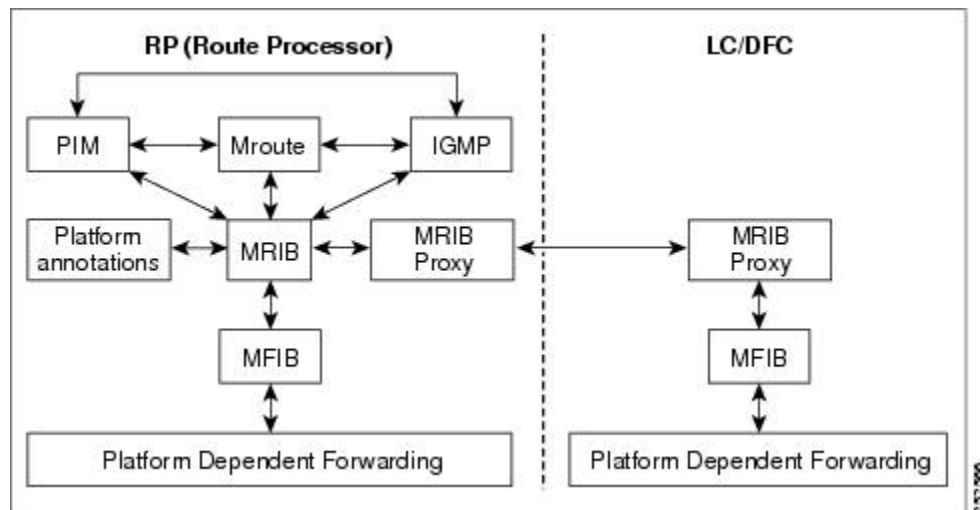 RP (Route Processor)
LC/DFC
PIM
Mroute
IGMP
Platform
annotations
MRIB
MRIB
Proxy
MRIB
Proxy
MFIB
MFIB
Platform Dependent Forwarding
Platform Dependent Forwarding